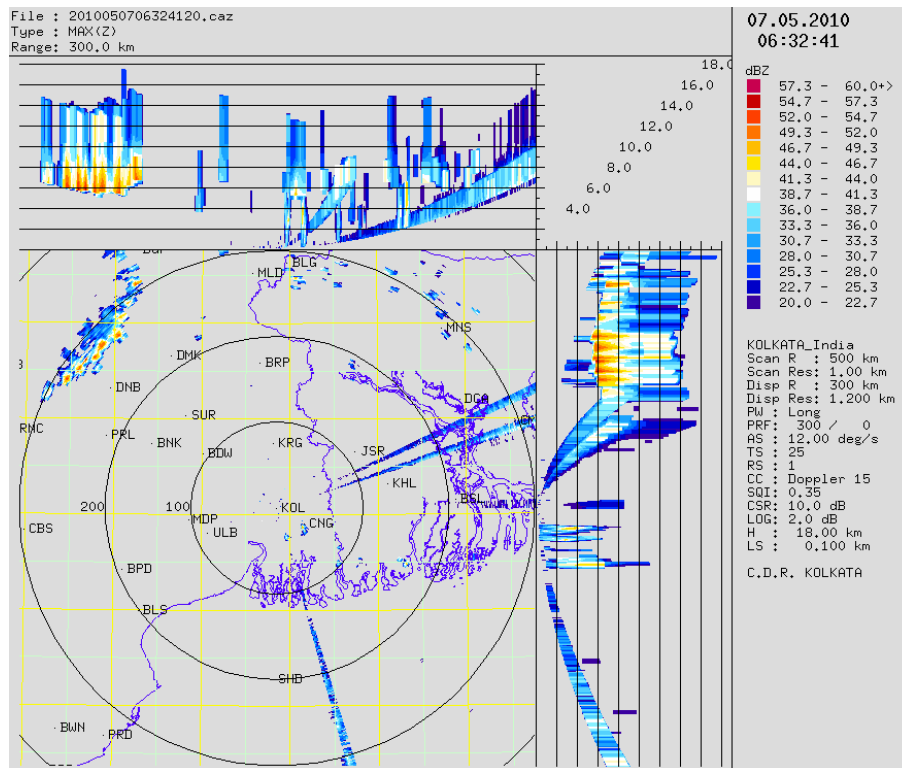 File : 2010050706324120.caz
Type : MAX(Z)
Range: 300.0 km
07.05.2010
06:32:41
18.0
16.0
14.0
12.0
10.0
8.0
6.0
4.0
dBZ
57.3 - 60.0+>
54.7 - 57.3
52.0 - 54.7
49.3 - 52.0
46.7 - 49.3
44.0 - 46.7
41.3 - 44.0
38.7 - 41.3
36.0 - 38.7
33.3 - 36.0
30.7 - 33.3
28.0 - 30.7
25.3 - 28.0
22.7 - 25.3
20.0 - 22.7
BLG
MLD
MNS
DMK
BRP
DNB
DGA
SUR
RNC
PRL
BNK
KRG
BDW
JSR
KHL
BSL
200
100
KOL
MDP
CNG
CBS
ULB
BPD
BLS
SHD
BWN
PRD
KOLKATA_India
Scan R : 500 km
Scan Res: 1.00 km
Disp R : 300 km
Disp Res: 1.200 km
PW : Long
PRF: 300 / 0
AS : 12.00 deg/s
TS : 25
RS : 1
CC : Doppler 15
SQI: 0.35
CSR: 10.0 dB
LOG: 2.0 dB
H : 18.00 km
LS : 0.100 km
C.D.R. KOLKATA